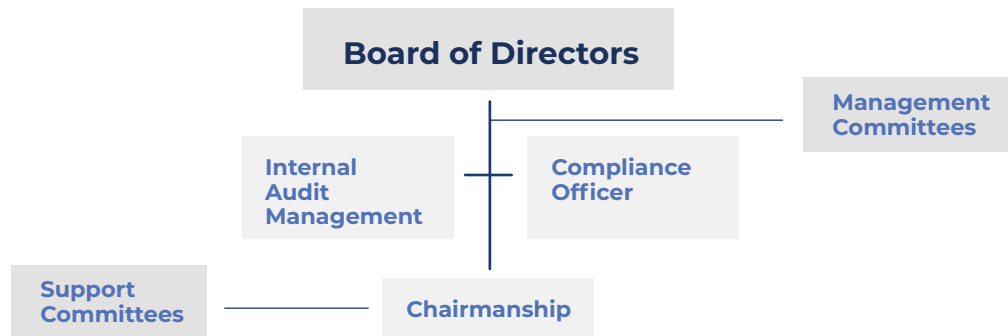 Board of Directors
Management
Committees
Internal
Audit
Management
Compliance
Officer
Support
Committees
Chairmanship